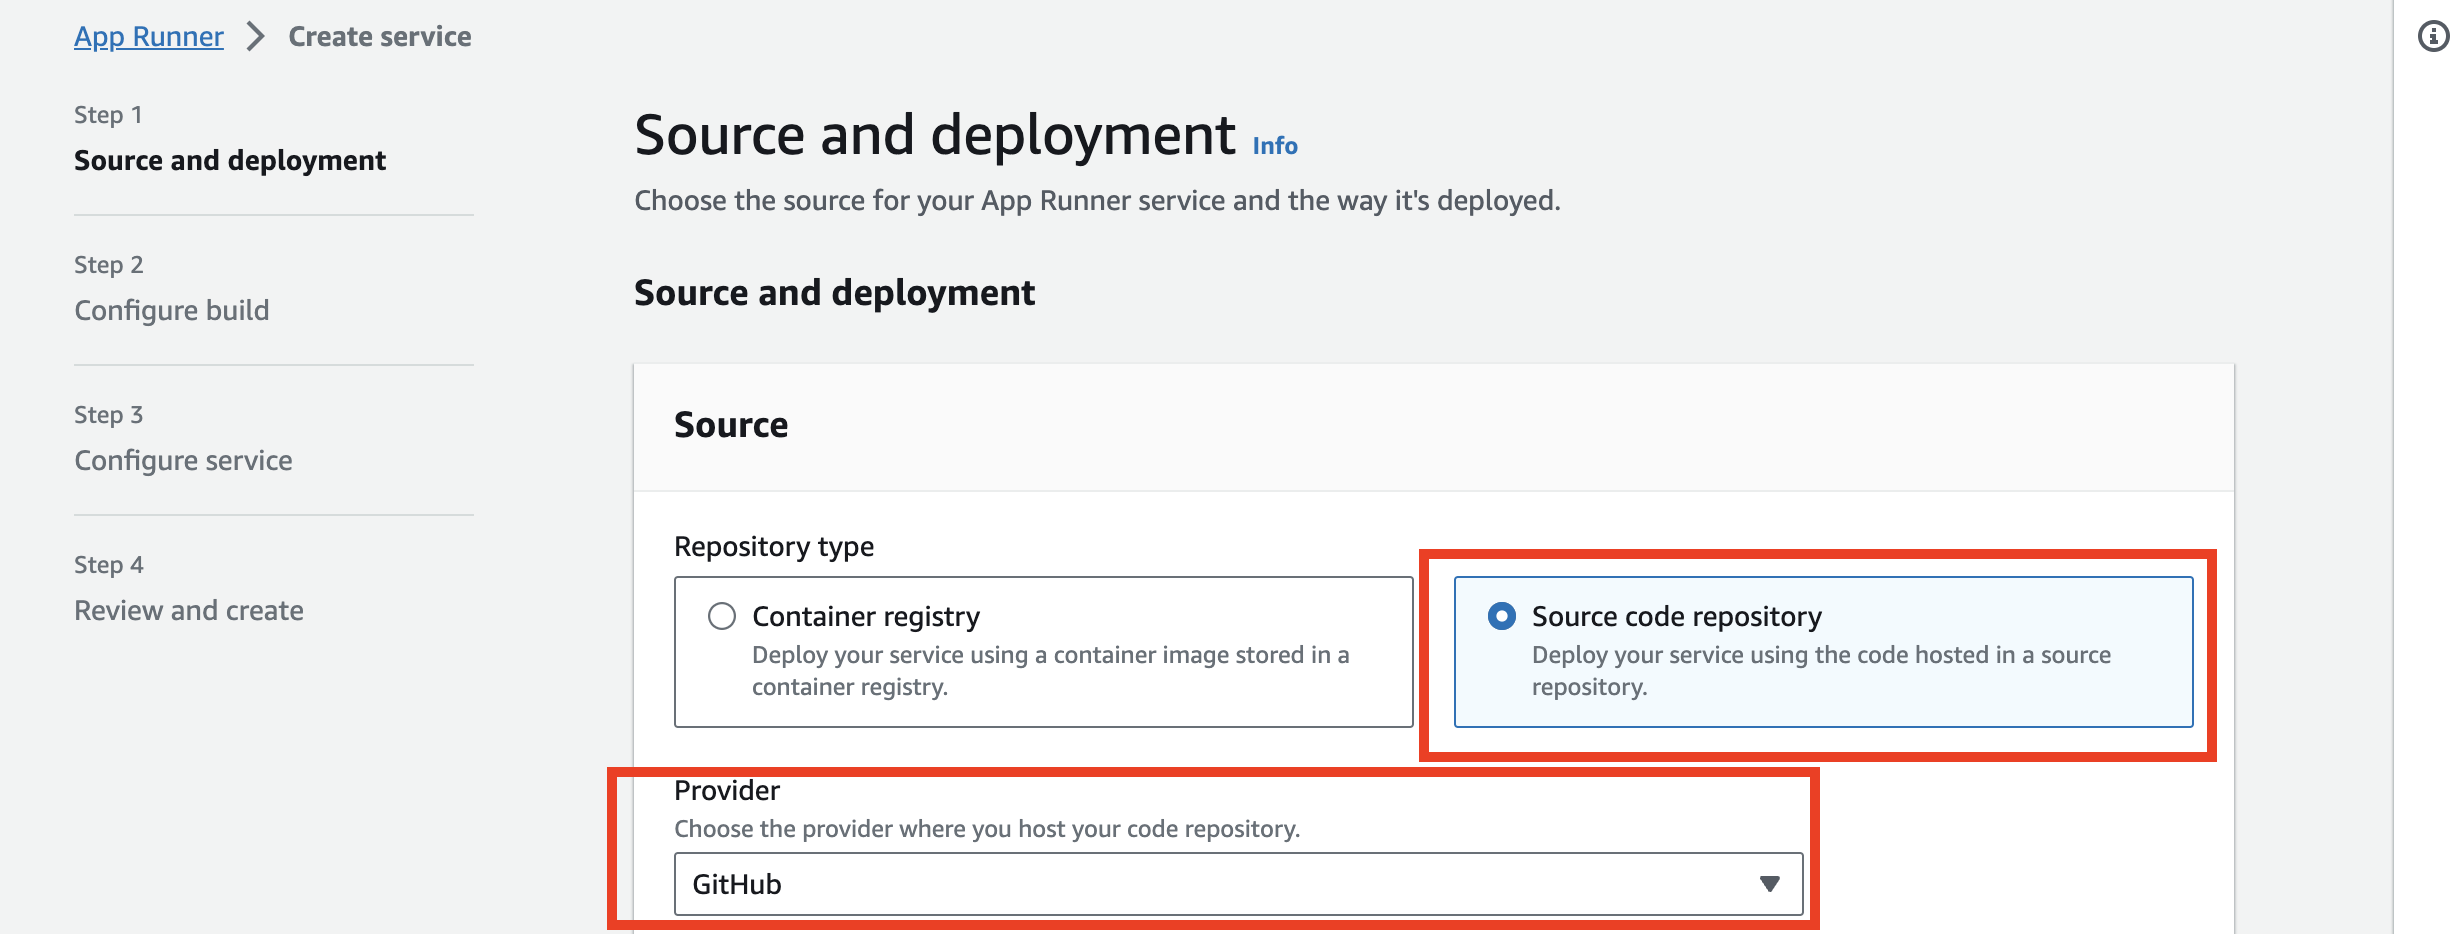 App Runner > Create service
Step 1
Source and deployment
Step 2
Configure build
Step 3
Configure service
Step 4
Review and create
Source and deployment Info
Choose the source for your App Runner service and the way it's deployed.
Source and deployment
Source
Repository type
Container registry
Deploy your service using a container image stored in a
container registry.
Source code repository
Deploy your service using the code hosted in a source
repository.
Provider
Choose the provider where you host your code repository.
GitHub